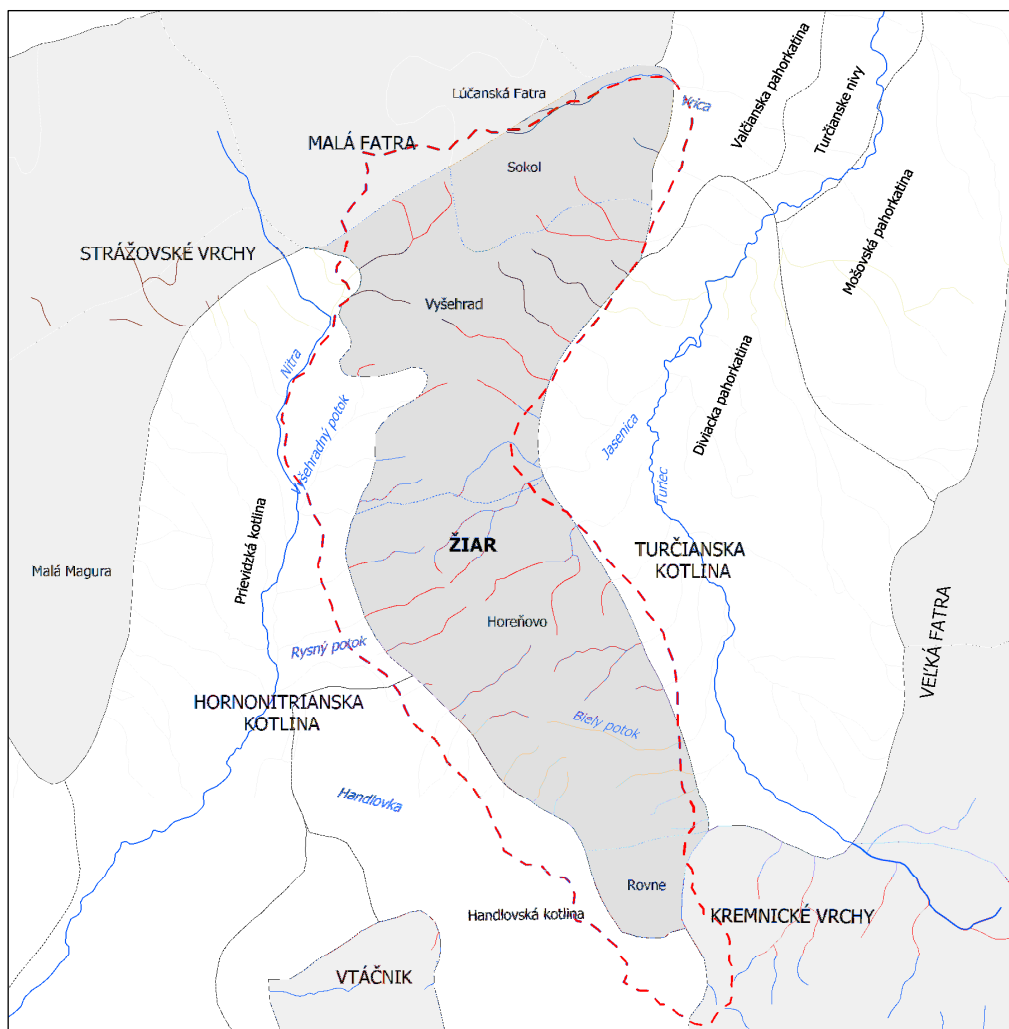 Lúčanská Fatra
Vrica
Valčianska pahorkatina
Turčianske nivy
MALÁ FATRA
Sokol
Mošovská pahorkatina
STRÁŽOVSKÉ VRCHY
Vyšehrad
Nitra
Vyšehradný potok
Jasenica
Diviacka pahorkatina
Turiec
Prievidzká kotlina
ŽIAR
TURČIANSKA
KOTLINA
Malá Magura
Horeňovo
VEĽKÁ FATRA
Rysný potok
HORNONITRIANSKA
KOTLINA
Biely potok
Handlovka
Rovne
Handlovská kotlina
KREMNICKÉ VRCHY
VTÁČNIK